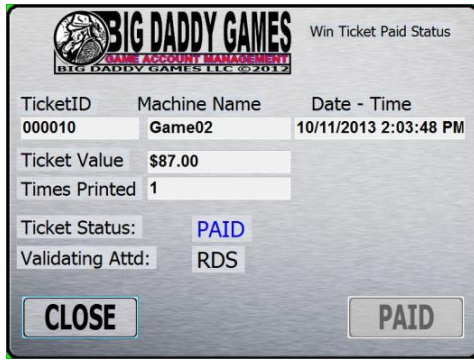 BIG DADDY GAMES
GAME ACCOUNT MANAGEMENT
BIG DADDY GAMES LLC ©2012
Win Ticket Paid Status
TicketID Machine Name Date - Time
000010 Game02 10/11/2013 2:03:48 PM
Ticket Value $87.00
Times Printed 1
Ticket Status: PAID
Validating Attd: RDS
CLOSE PAID